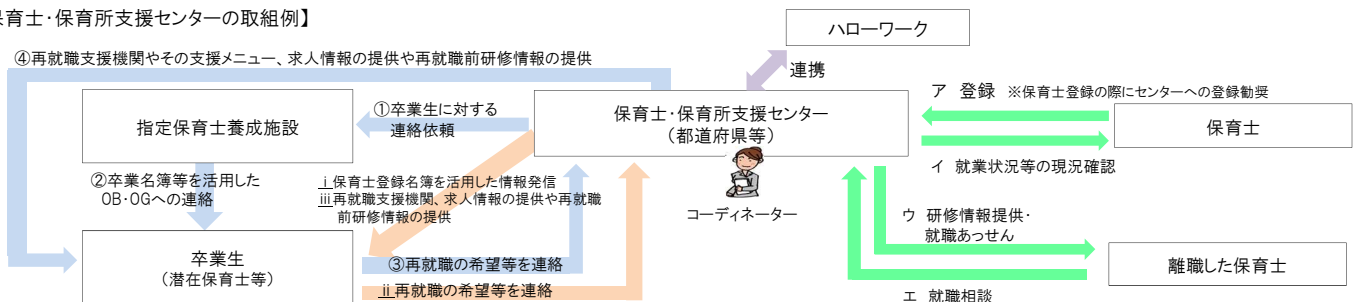 保育士・保育所支援センターの取組例】
ハローワーク
④再就職支援機関やその支援メニュー、求人情報の提供や再就職前研修情報の提供
連携
ア 登録 ※保育士登録の際にセンターへの登録勧奨
指定保育士養成施設
①卒業生に対する
連絡依頼
保育士・保育所支援センター
（都道府県等）
保育士
イ 就業状況等の現況確認
②卒業名簿等を活用した
OB・OGへの連絡
ⅰ保育士登録名簿を活用した情報発信
ⅲ再就職支援機関、求人情報の提供や再就職
前研修情報の提供
コーディネーター
ウ 研修情報提供・
就職あっせん
卒業生
（潜在保育士等）
③再就職の希望等を連絡
ⅱ再就職の希望等を連絡
離職した保育士
エ 就職相談